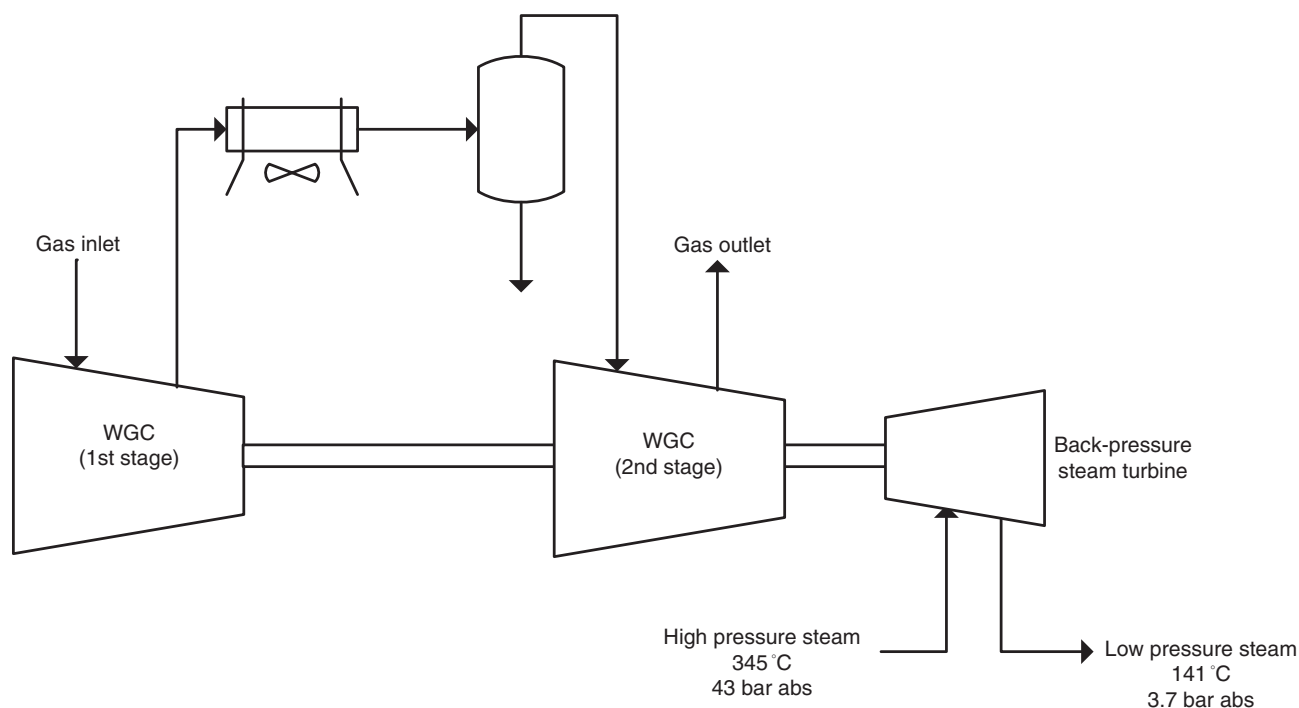 Gas inlet
Gas outlet
WGC
(1st stage)
WGC
(2nd stage)
Back-pressure
steam turbine
High pressure steam
345 °C
43 bar abs
Low pressure steam
141 °C
3.7 bar abs